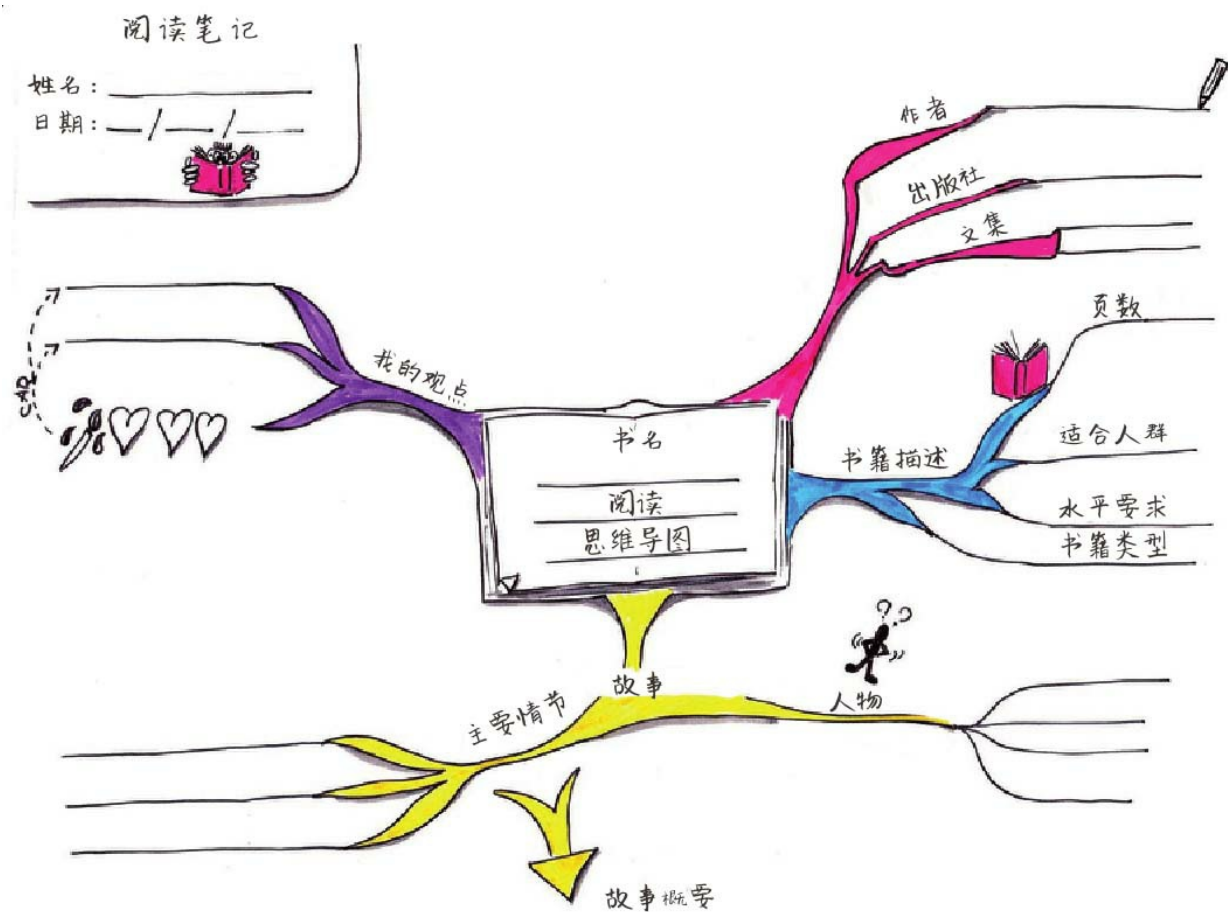 阅读笔记
姓名：
日期： / /
作者
出版社
文集
页数
我的观点
书名
阅读
思维导图
书籍描述
适合人群
水平要求
书籍类型
故事
主要情节
人物
??
故事概要